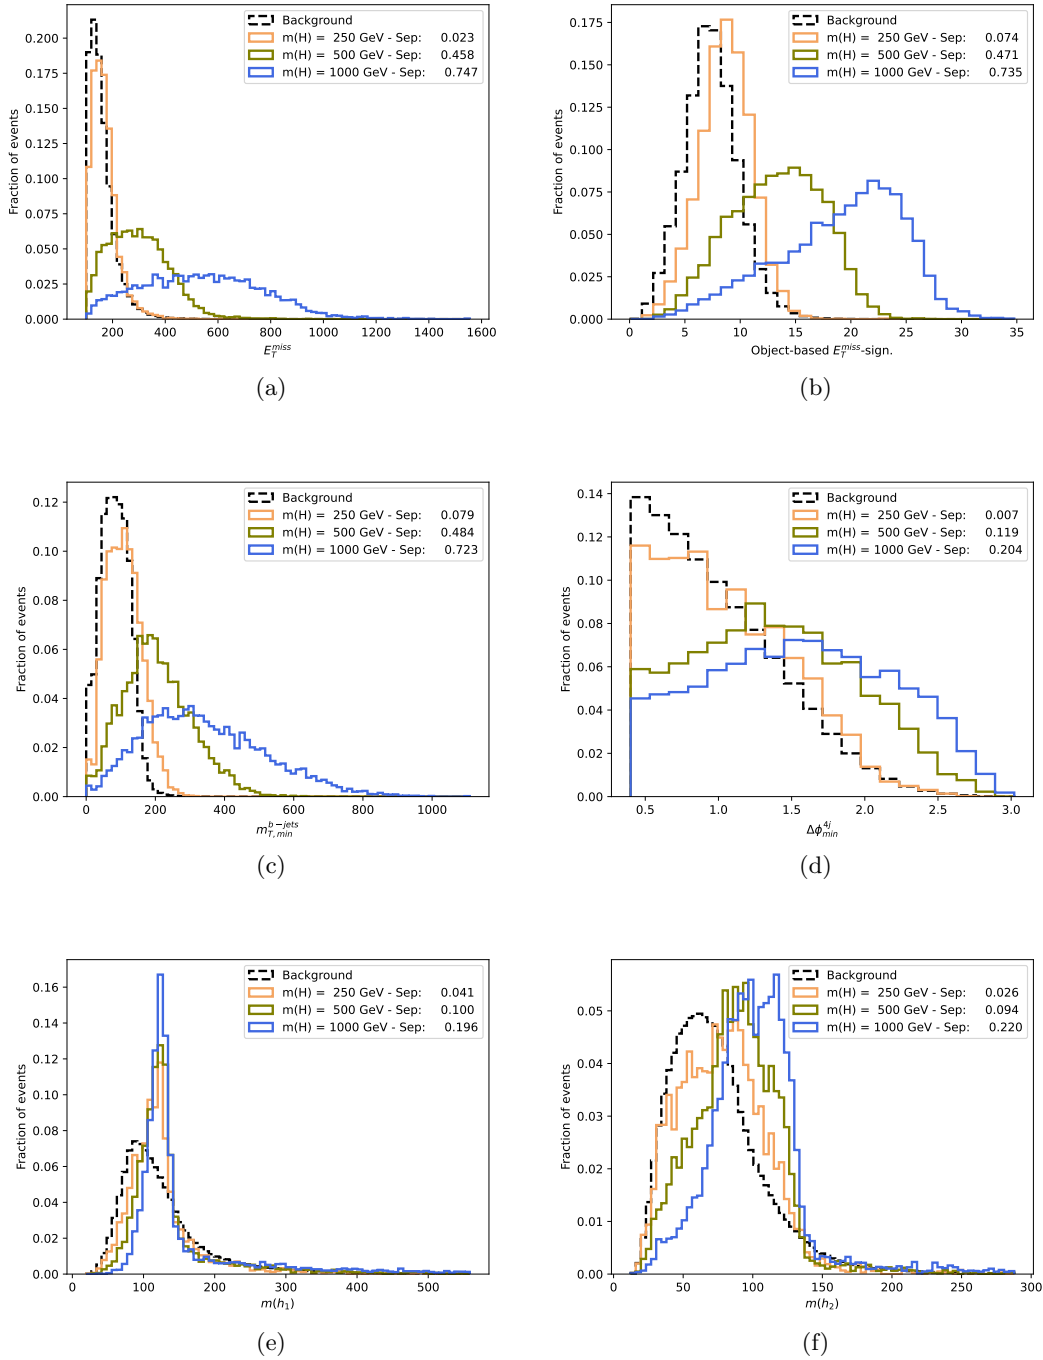 Background
m(H) = 250 GeV - Sep: 0.023
m(H) = 500 GeV - Sep: 0.458
m(H) = 1000 GeV - Sep: 0.747
Fraction of events
0.200
0.175
0.150
0.125
0.100
0.075
0.050
0.025
0.000
200 400 600 800 1000 1200 1400 1600
E_T^{miss}
(a)
Background
m(H) = 250 GeV - Sep: 0.074
m(H) = 500 GeV - Sep: 0.471
m(H) = 1000 GeV - Sep: 0.735
Fraction of events
0.175
0.150
0.125
0.100
0.075
0.050
0.025
0.000
0 5 10 15 20 25 30 35
Object-based E_T^{miss}-sign.
(b)
Background
m(H) = 250 GeV - Sep: 0.079
m(H) = 500 GeV - Sep: 0.484
m(H) = 1000 GeV - Sep: 0.723
Fraction of events
0.12
0.10
0.08
0.06
0.04
0.02
0.00
0 200 400 600 800 1000
m_{T,min}^{b-jets}
(c)
Background
m(H) = 250 GeV - Sep: 0.007
m(H) = 500 GeV - Sep: 0.119
m(H) = 1000 GeV - Sep: 0.204
Fraction of events
0.14
0.12
0.10
0.08
0.06
0.04
0.02
0.00
0.5 1.0 1.5 2.0 2.5 3.0
Δϕ_{min}^{4j}
(d)
Background
m(H) = 250 GeV - Sep: 0.041
m(H) = 500 GeV - Sep: 0.100
m(H) = 1000 GeV - Sep: 0.196
Fraction of events
0.16
0.14
0.12
0.10
0.08
0.06
0.04
0.02
0.00
0 100 200 300 400 500
m(h_1)
(e)
Background
m(H) = 250 GeV - Sep: 0.026
m(H) = 500 GeV - Sep: 0.094
m(H) = 1000 GeV - Sep: 0.220
Fraction of events
0.05
0.04
0.03
0.02
0.01
0.00
0 50 100 150 200 250 300
m(h_2)
(f)